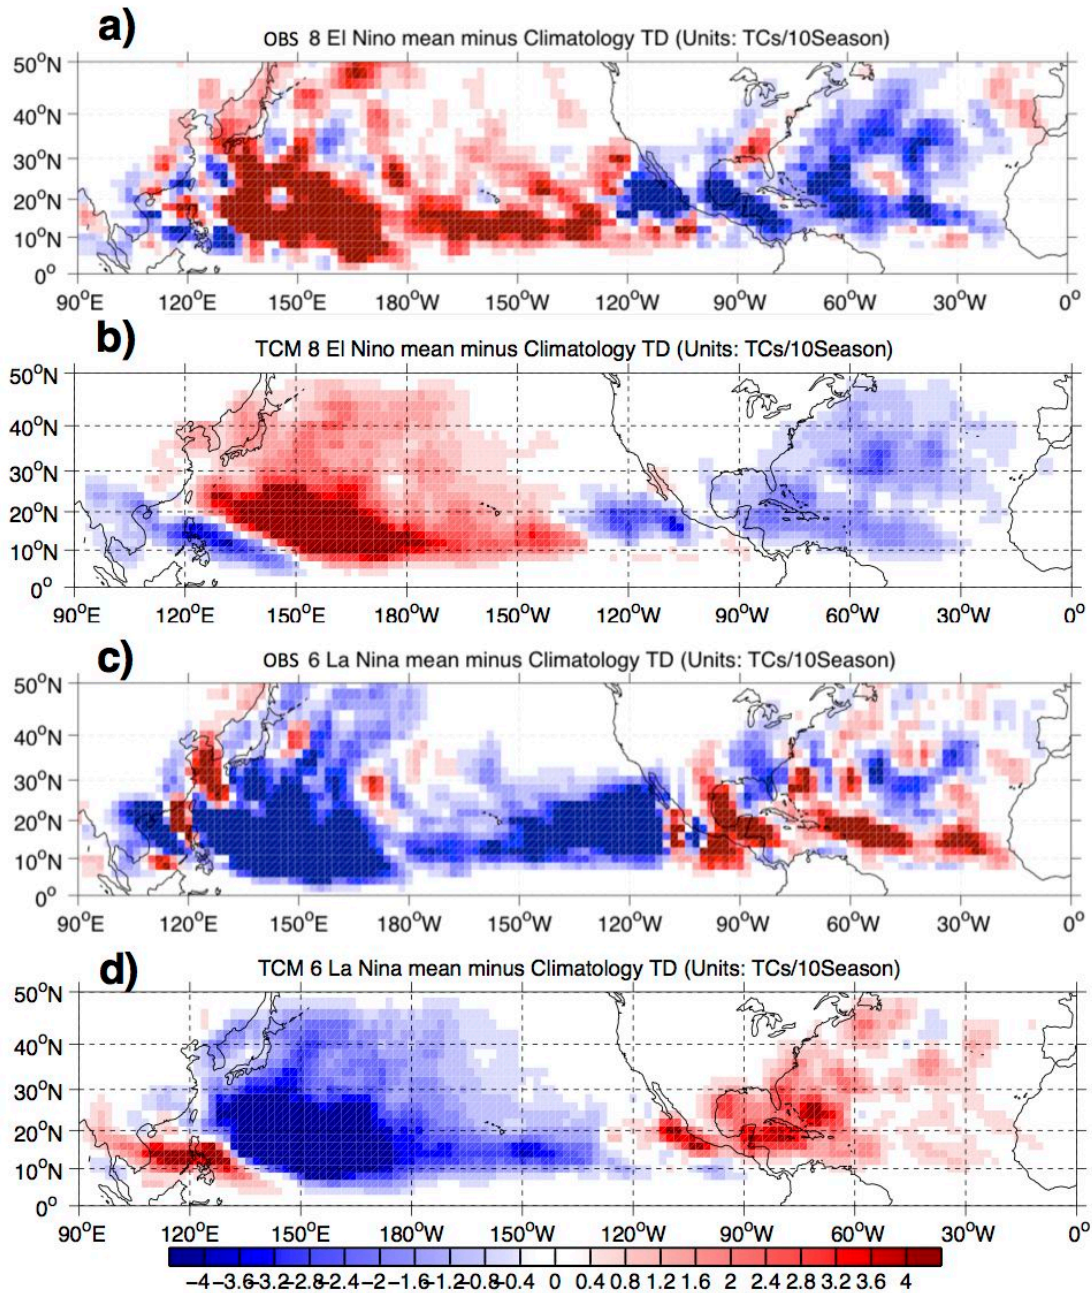 a)
OBS 8 El Nino mean minus Climatology TD (Units: TCs/10Season)
50°N
40°N
30°N
20°N
10°N
0°
90°E 120°E 150°E 180°W 150°W 120°W 90°W 60°W 30°W 0°
b)
TCM 8 El Nino mean minus Climatology TD (Units: TCs/10Season)
50°N
40°N
30°N
20°N
10°N
0°
90°E 120°E 150°E 180°W 150°W 120°W 90°W 60°W 30°W 0°
c)
OBS 6 La Nina mean minus Climatology TD (Units: TCs/10Season)
50°N
40°N
30°N
20°N
10°N
0°
90°E 120°E 150°E 180°W 150°W 120°W 90°W 60°W 30°W 0°
d)
TCM 6 La Nina mean minus Climatology TD (Units: TCs/10Season)
50°N
40°N
30°N
20°N
10°N
0°
90°E 120°E 150°E 180°W 150°W 120°W 90°W 60°W 30°W 0°
−4 −3.6 −3.2 −2.8 −2.4 −2 −1.6 −1.2 −0.8 −0.4 0 0.4 0.8 1.2 1.6 2 2.4 2.8 3.2 3.6 4